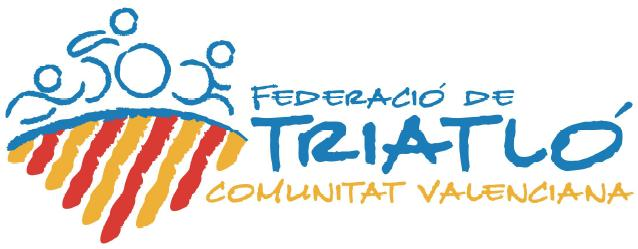 FEDERACIÓ DE
TRIATLÓ
COMUNITAT VALENCIANA